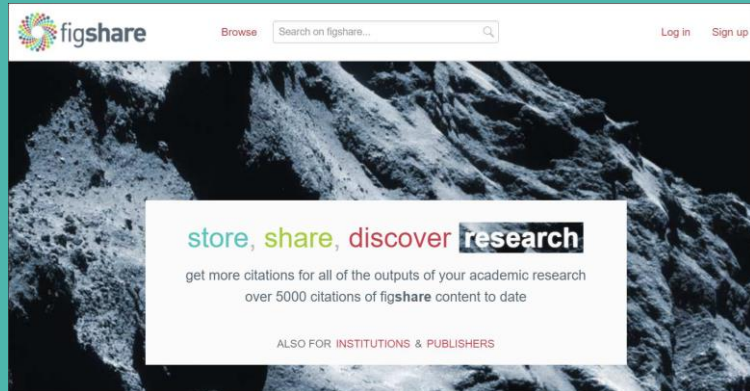 figshare
Browse
Search on figshare...
Log in
Sign up
store, share, discover research
get more citations for all of the outputs of your academic research
over 5000 citations of figshare content to date
ALSO FOR INSTITUTIONS & PUBLISHERS